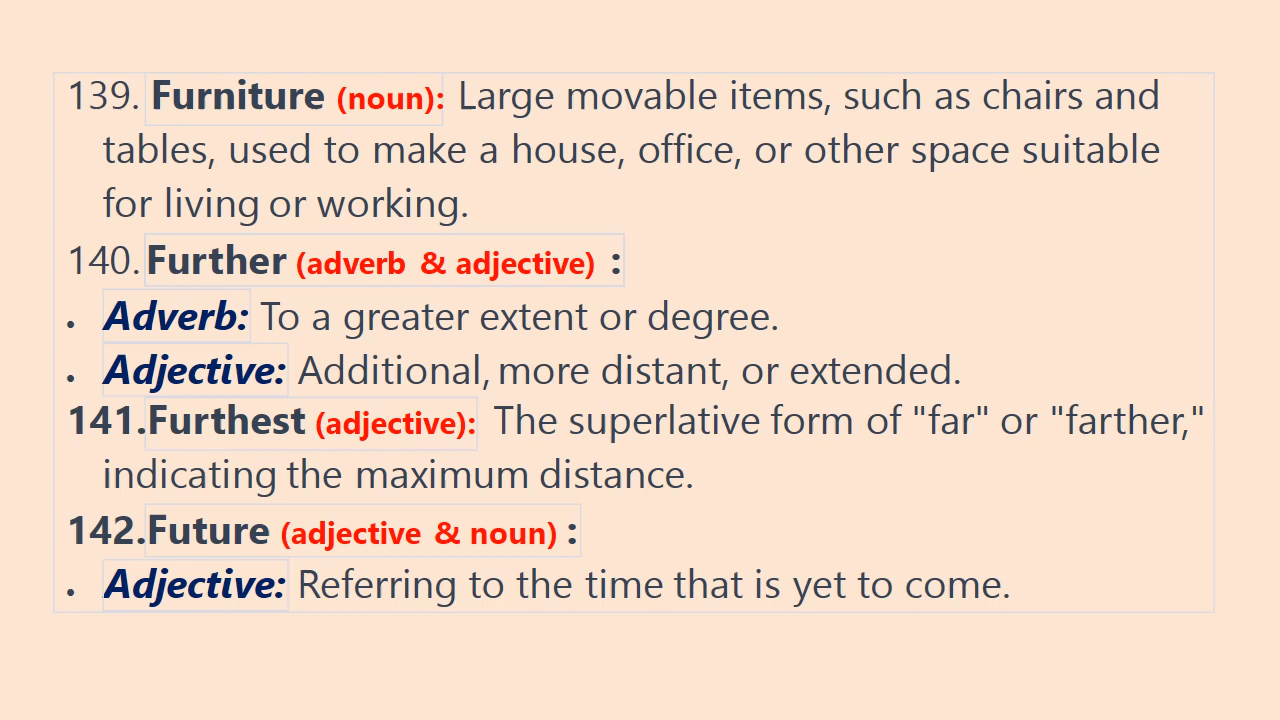 139. Furniture (noun): Large movable items, such as chairs and
tables, used to make a house, office, or other space suitable
for living or working.
140. Further (adverb & adjective) :
• Adverb: To a greater extent or degree.
• Adjective: Additional, more distant, or extended.
141.Furthest (adjective): The superlative form of "far" or "farther,"
indicating the maximum distance.
142.Future (adjective & noun) :
• Adjective: Referring to the time that is yet to come.